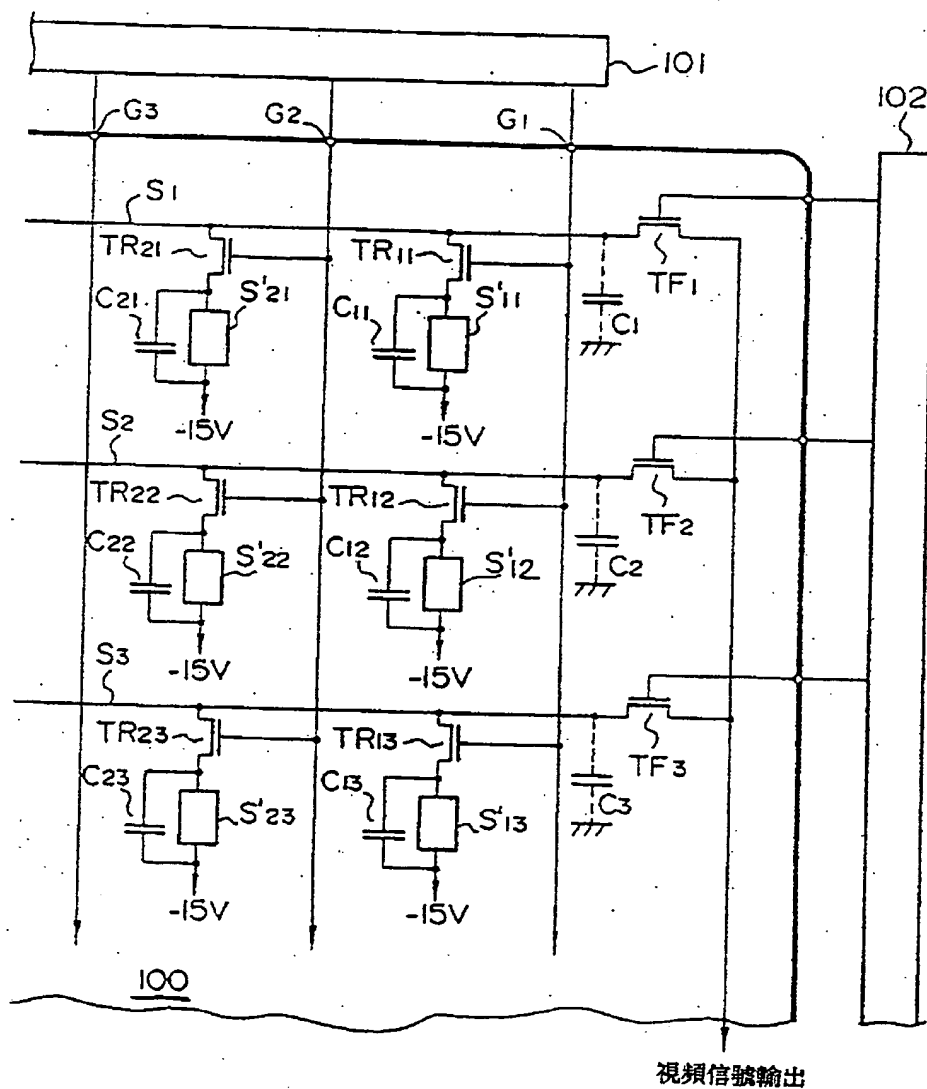 101
102
G3
G2
G1
S1
TR21
TR11
TF1
C21
S'21
C11
S'11
C1
-15V
-15V
S2
TR22
TR12
TF2
C22
S'22
C12
S'12
C2
-15V
-15V
S3
TR23
TR13
TF3
C23
S'23
C13
S'13
C3
-15V
-15V
100
視頻信號輸出